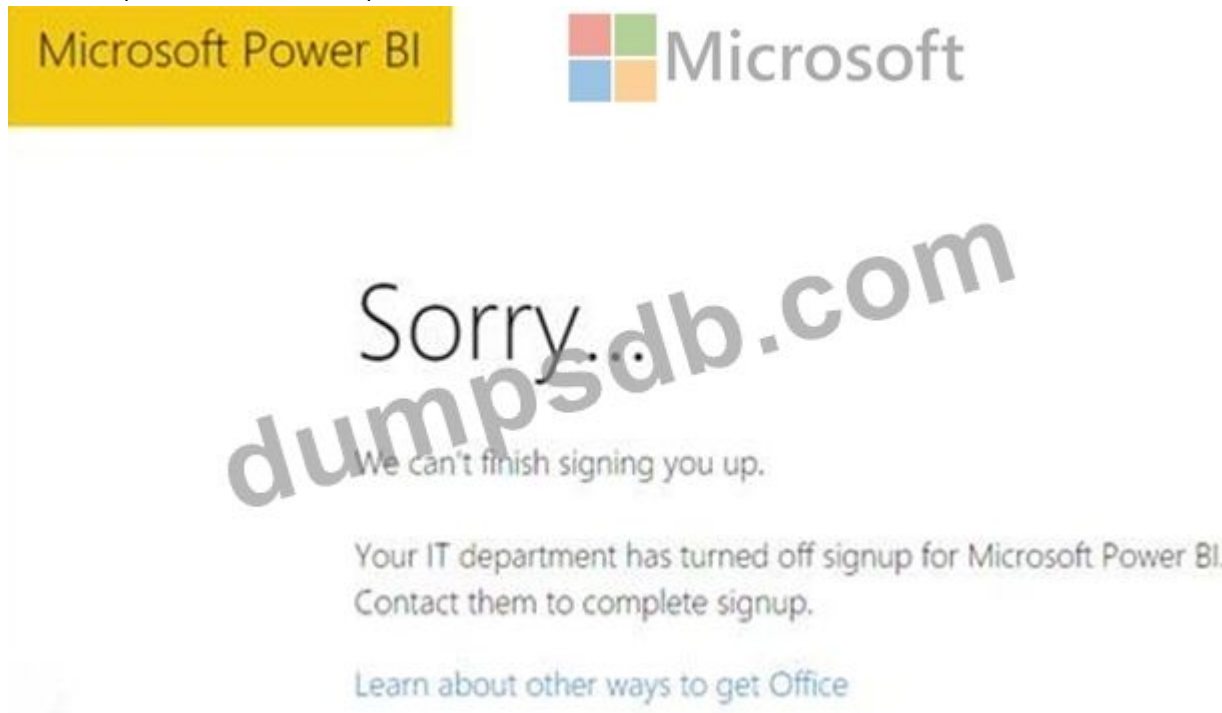 Microsoft Power BI
Microsoft
Sorry...
dumpsdb.com
We can't finish signing you up.
Your IT department has turned off signup for Microsoft Power BI.
Contact them to complete signup.
Learn about other ways to get Office